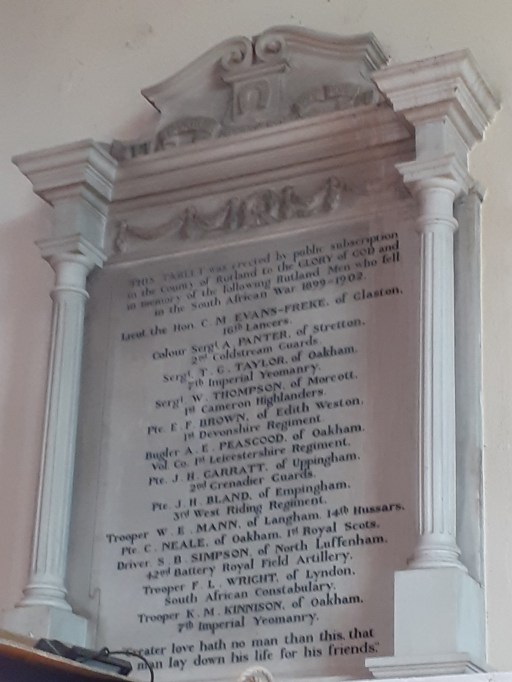 THIS TABLET was erected by public subscription
in the County of Rutland to the GLORY of GOD and
in memory of the following Rutland Men who fell
in the South African War 1899-1902.
Lieut. the Hon. C. M. EVANS-FREKE, of Glaston.
16th Lancers.
Colour Sergt. A. PANTER, of Stretton.
2nd Coldstream Guards.
Sergt. T. G. TAYLOR, of Oakham.
7th Imperial Yeomanry.
Sergt. W. THOMPSON, of Morcott.
1st Cameron Highlanders.
Pte. E. F. BROWN, of Edith Weston.
1st Devonshire Regiment.
Bugler A. E. PEASGOOD, of Oakham.
Vol. Co. 1st Leicestershire Regiment.
Pte. J. H. GARRATT, of Uppingham.
2nd Grenadier Guards.
Pte. J. H. BLAND, of Empingham.
3rd West Riding Regiment.
Trooper W. E. MANN, of Langham, 14th Hussars.
Pte. C. NEALE, of Oakham, 1st Royal Scots.
Driver S. B. SIMPSON, of North Luffenham.
42nd Battery Royal Field Artillery.
Trooper F. L. WRIGHT, of Lyndon.
South African Constabulary.
Trooper K. M. KINNISON, of Oakham.
7th Imperial Yeomanry.
"Greater love hath no man than this, that
a man lay down his life for his friends."